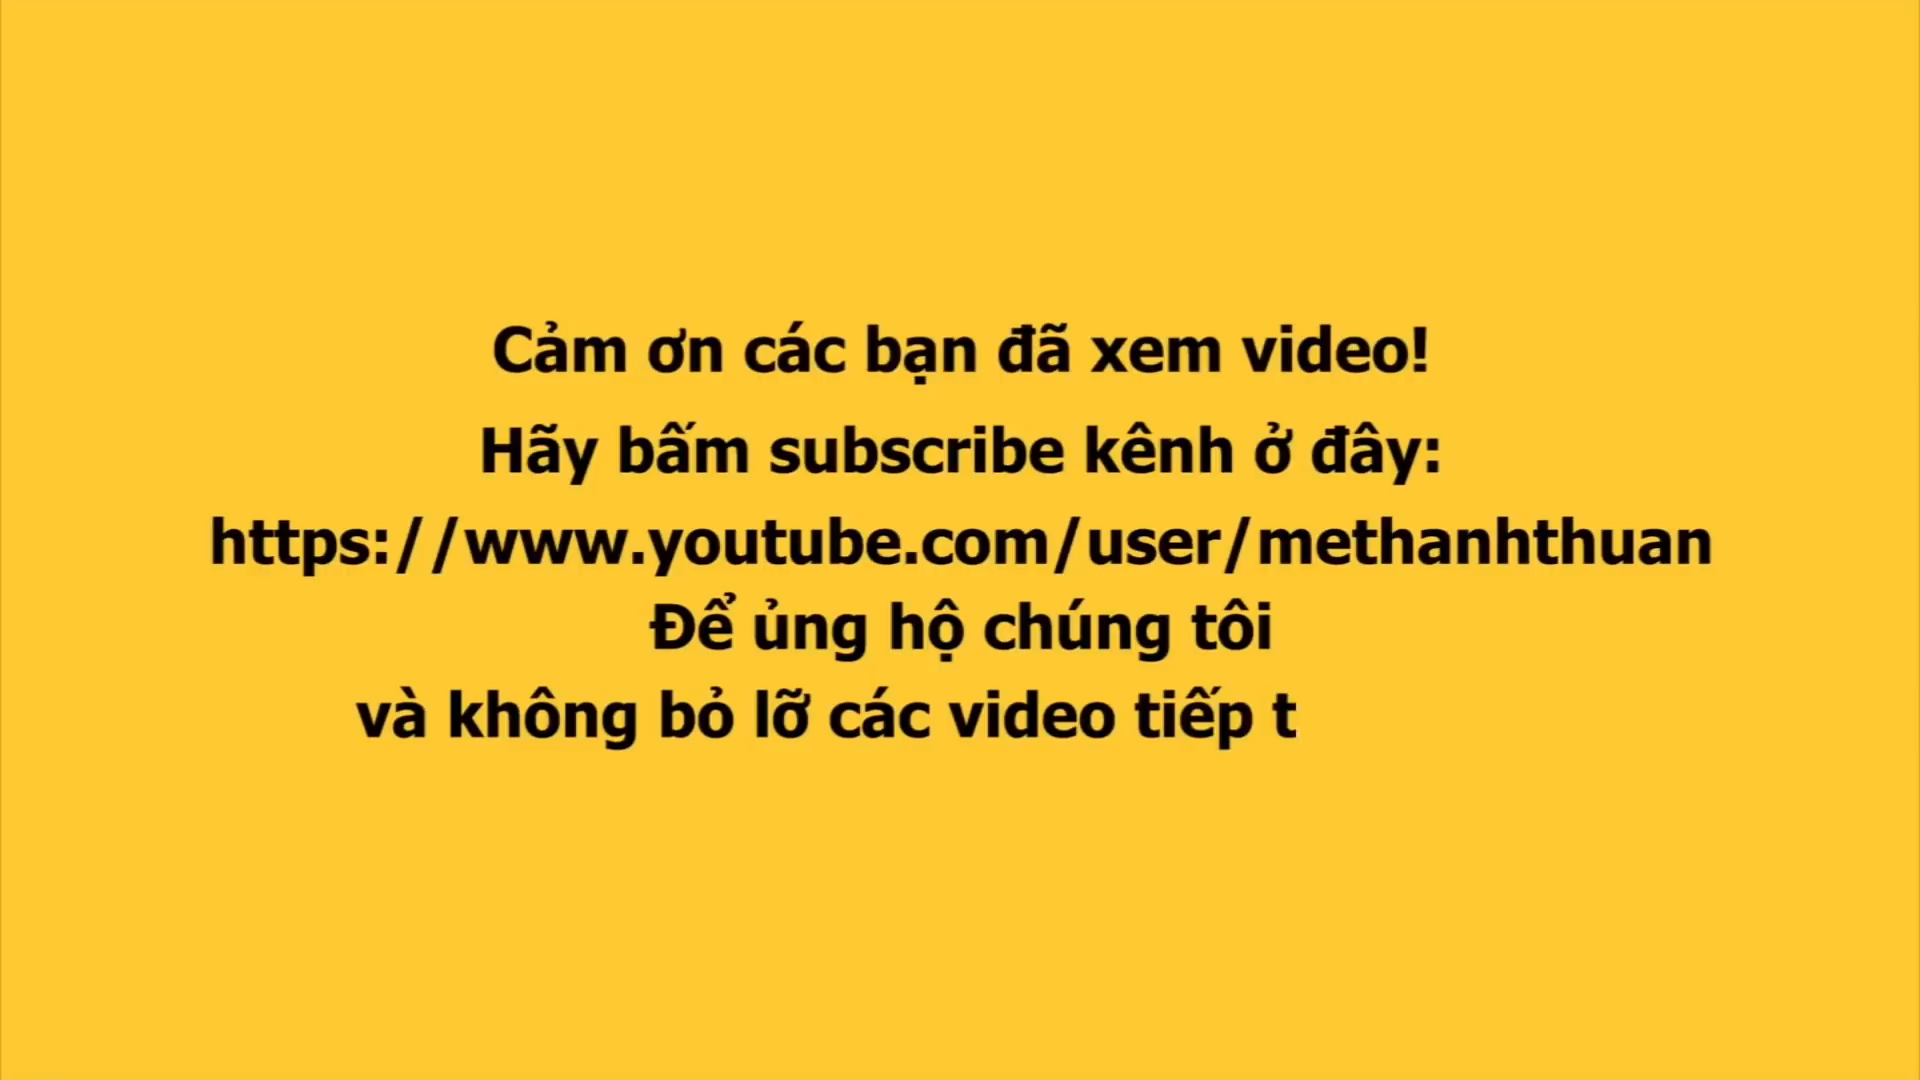 Cảm ơn các bạn đã xem video!
Hãy bấm subscribe kênh ở đây:
https://www.youtube.com/user/methanhthuan
Để ủng hộ chúng tôi
và không bỏ lỡ các video tiếp t